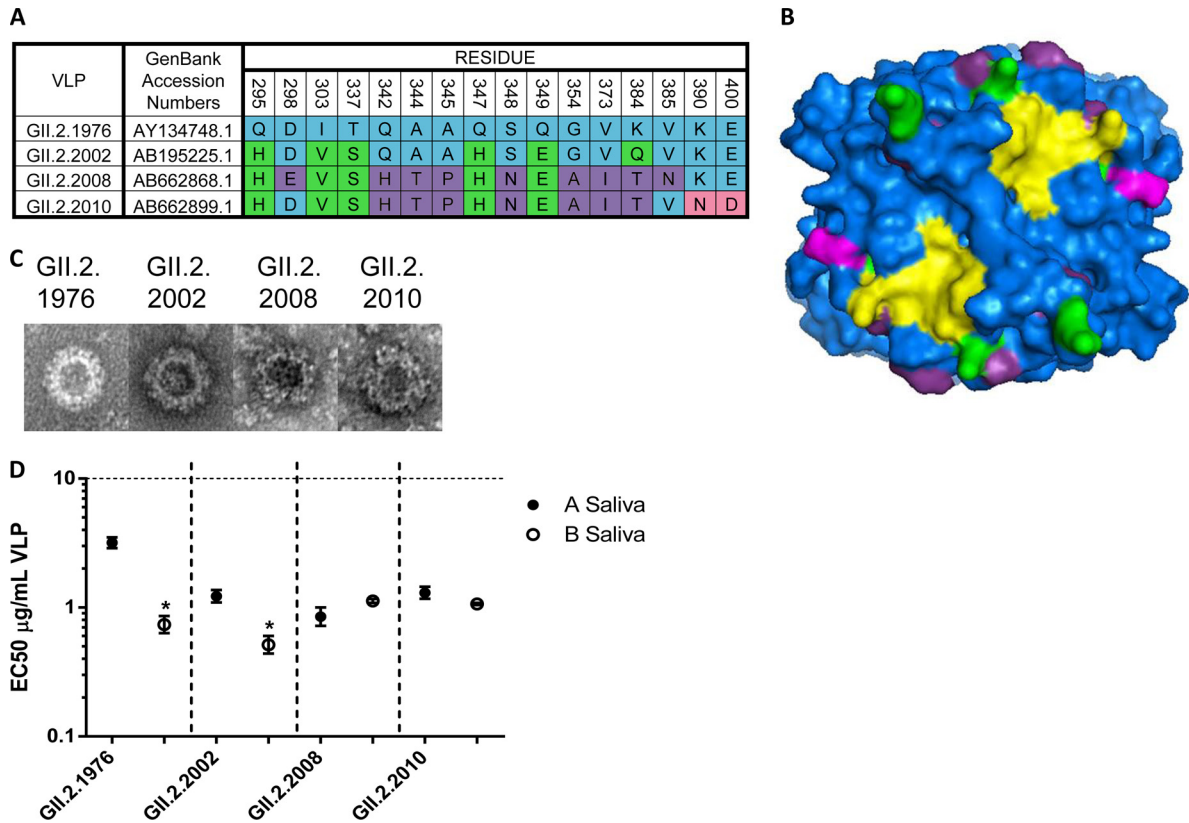 A
B
VLP
GenBank
Accession
Numbers
RESIDUE
295 298 303 337 342 344 345 347 348 349 354 373 384 385 390 400
GII.2.1976 AY134748.1 Q D I T Q A A Q S Q G V K V K E
GII.2.2002 AB195225.1 H D V S Q A A H S E G V Q V K E
GII.2.2008 AB662868.1 H E V S H T P H N E A I T N K E
GII.2.2010 AB662899.1 H D V S H T P H N E A I T V N D
C
GII.2. GII.2. GII.2. GII.2.
1976 2002 2008 2010
D
EC50 µg/mL VLP
10
1
0.1
* *
A Saliva
B Saliva
GII.2.1976
GII.2.2002
GII.2.2008
GII.2.2010